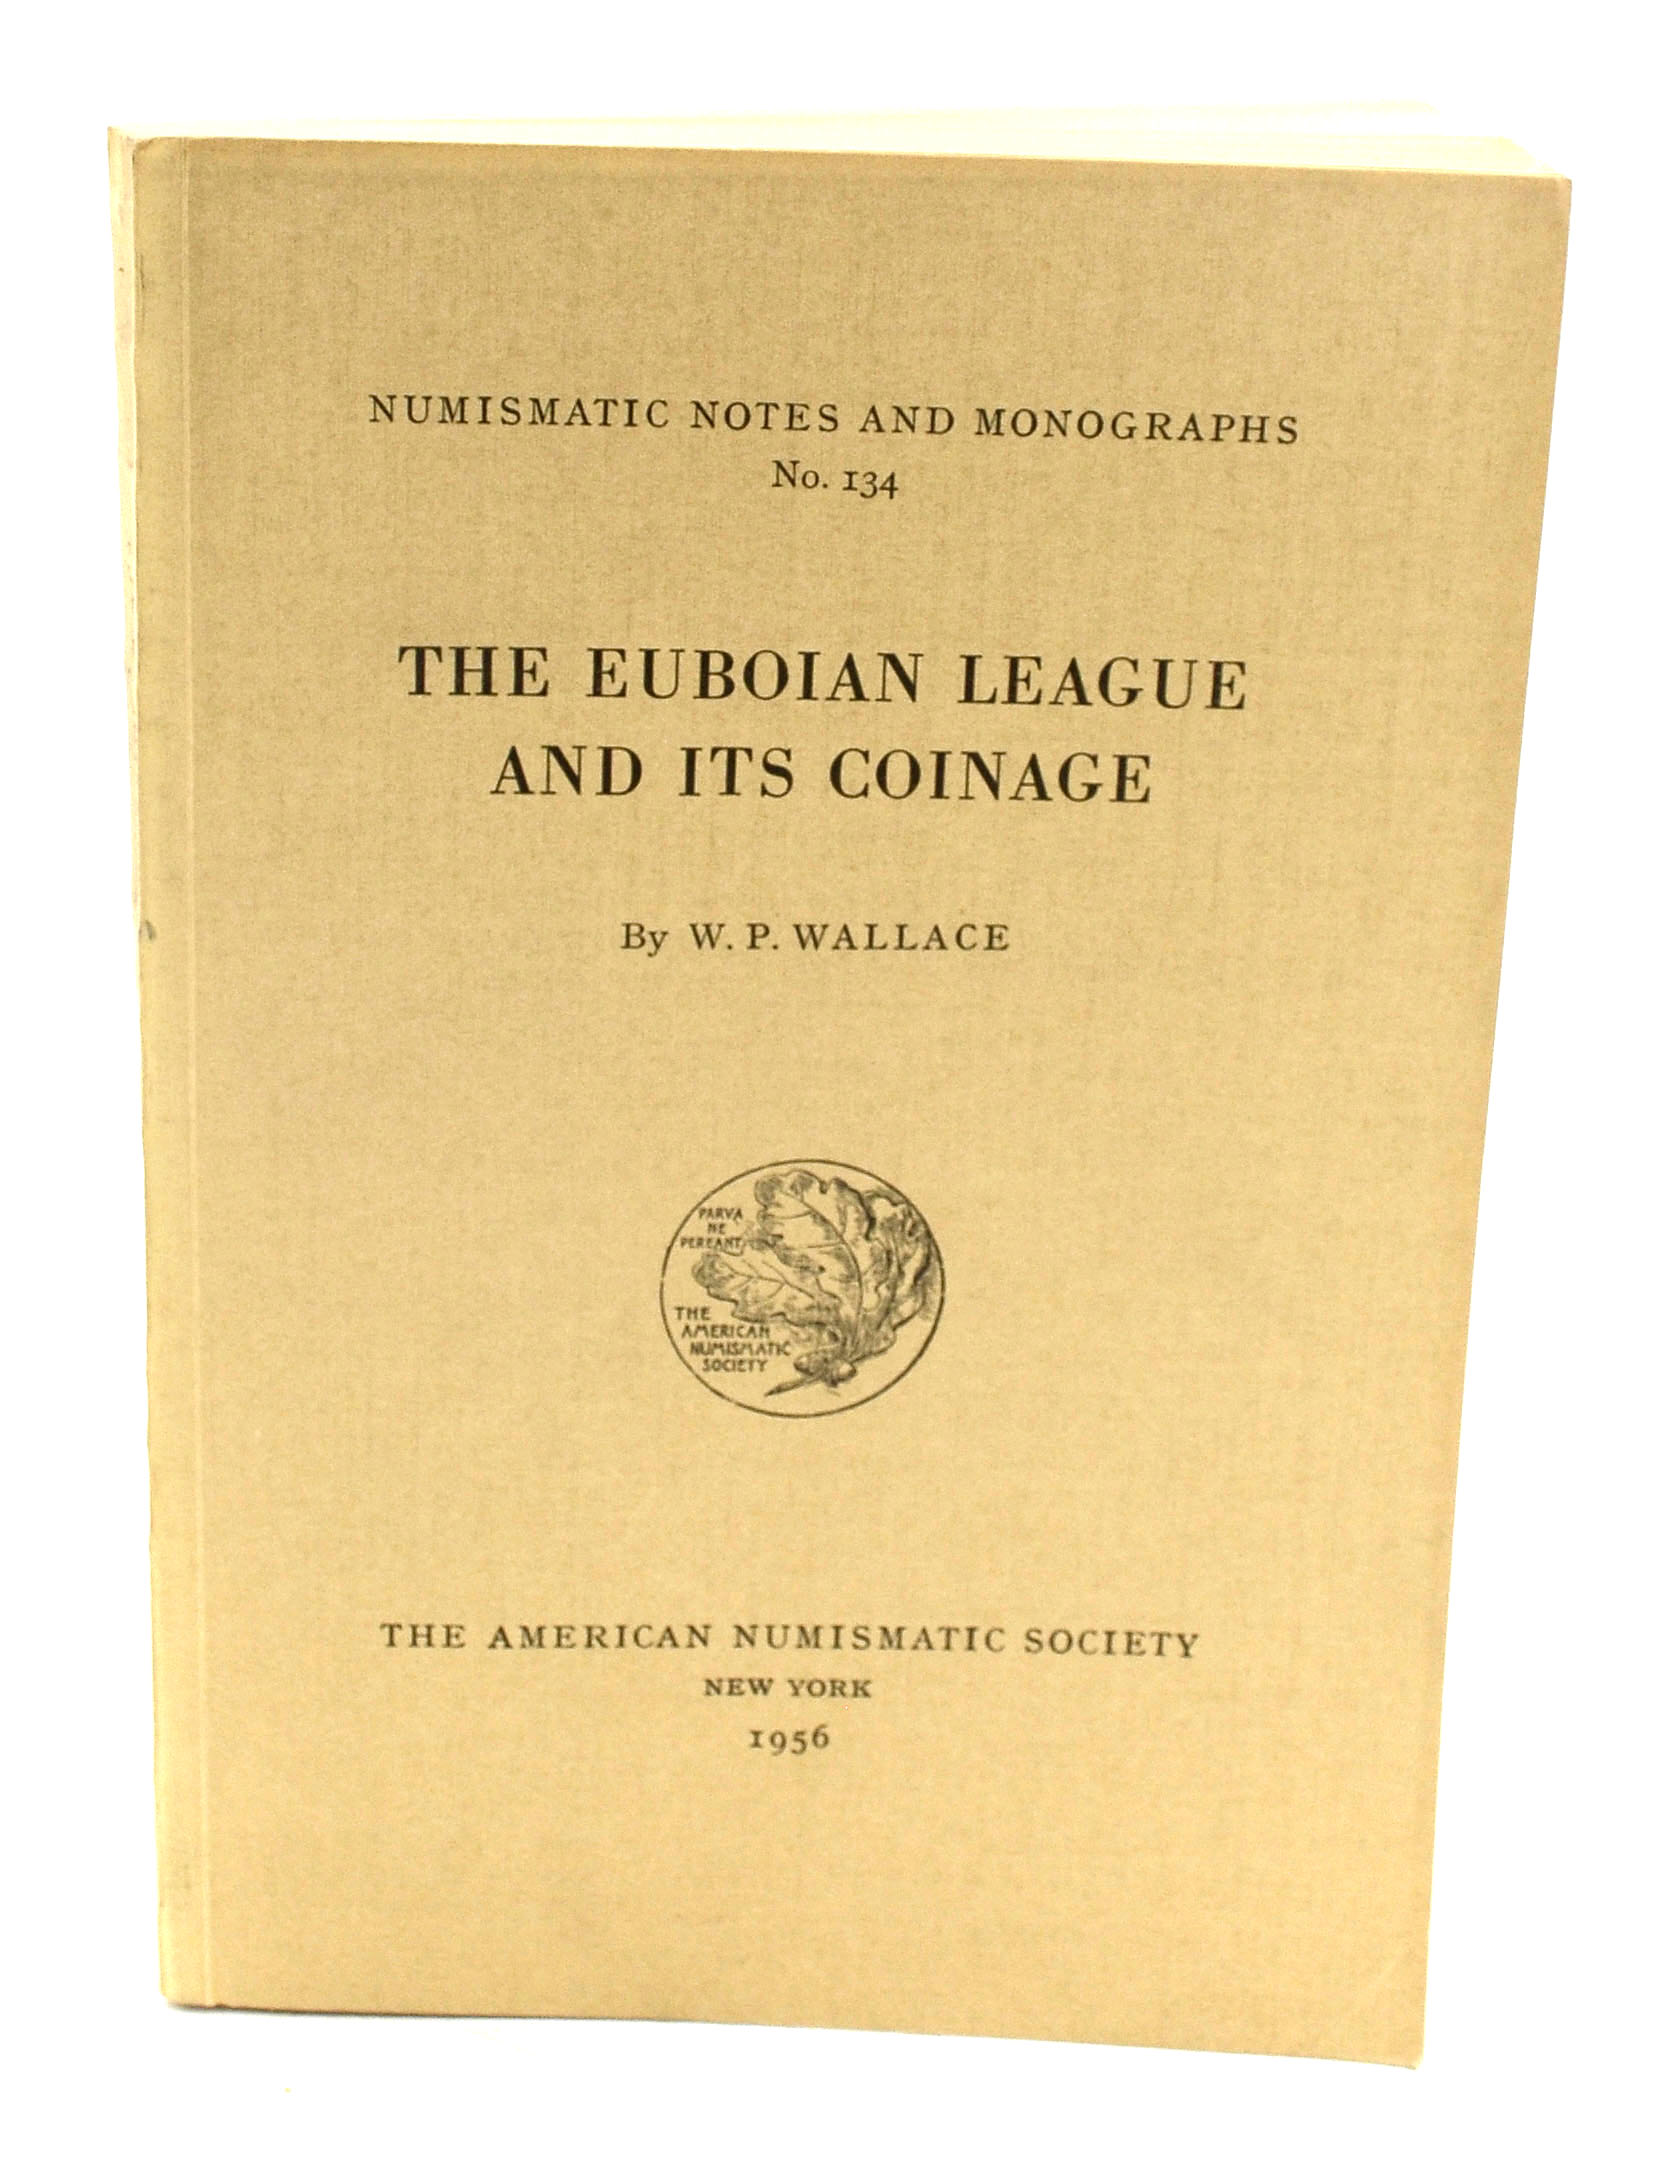 NUMISMATIC NOTES AND MONOGRAPHS
No. 134
THE EUBOIAN LEAGUE
AND ITS COINAGE
By W. P. WALLACE
PARVA
NE
PEREANT
THE
AMERICAN
NUMISMATIC
SOCIETY
THE AMERICAN NUMISMATIC SOCIETY
NEW YORK
1956